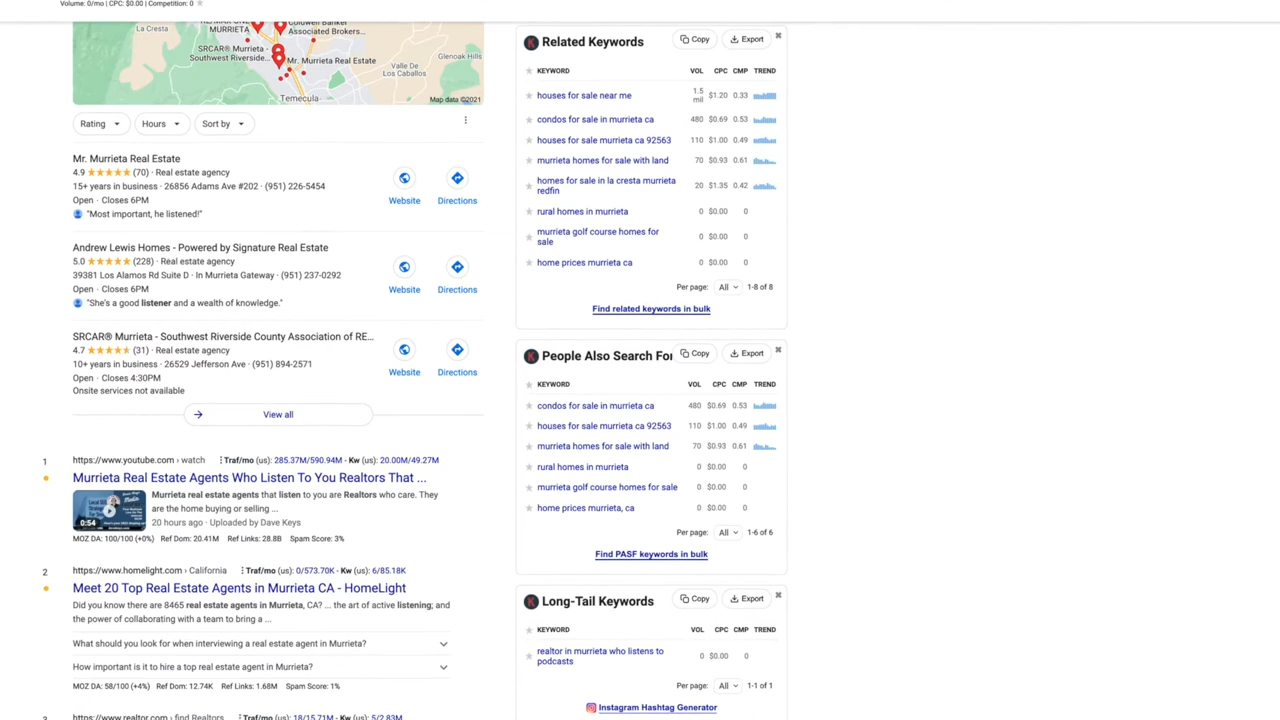 Volume: 0/mo | CPC: $0.00 | Competition: 0
La Cresta
MURRIETA
Coldwell Banker
Associated Brokers...
SRCAR® Murrieta -
Southwest Riverside...
Mr. Murrieta Real Estate
Glenoak Hills
Valle De
Los Caballos
Temecula
Map data ©2021
Rating
Hours
Sort by
Mr. Murrieta Real Estate
4.9 (70) · Real estate agency
15+ years in business · 26856 Adams Ave #202 · (951) 226-5454
Open · Closes 6PM
"Most important, he listened!"
Website
Directions
Andrew Lewis Homes - Powered by Signature Real Estate
5.0 (228) · Real estate agency
39381 Los Alamos Rd Suite D · In Murrieta Gateway · (951) 237-0292
Open · Closes 6PM
"She's a good listener and a wealth of knowledge."
Website
Directions
SRCAR® Murrieta - Southwest Riverside County Association of RE...
4.7 (31) · Real estate agency
10+ years in business · 26529 Jefferson Ave · (951) 894-2571
Open · Closes 4:30PM
Onsite services not available
Website
Directions
View all
1
https://www.youtube.com › watch Traf/mo (us): 285.37M/590.94M - Kw (us): 20.00M/49.27M
Murrieta Real Estate Agents Who Listen To You Realtors That ...
0:54
Murrieta real estate agents that listen to you are Realtors who care. They
are the home buying or selling ...
20 hours ago · Uploaded by Dave Keys
MOZ DA: 100/100 (+0%) Ref Dom: 20.41M Ref Links: 28.8B Spam Score: 3%
2
https://www.homelight.com › California Traf/mo (us): 0/573.70K - Kw (us): 6/85.18K
Meet 20 Top Real Estate Agents in Murrieta CA - HomeLight
Did you know there are 8465 real estate agents in Murrieta, CA? ... the art of active listening; and
the power of collaborating with a team to bring a ...
What should you look for when interviewing a real estate agent in Murrieta?
How important is it to hire a top real estate agent in Murrieta?
MOZ DA: 58/100 (+4%) Ref Dom: 12.74K Ref Links: 1.68M Spam Score: 1%
3
https://www.realtor.com › find Realtors Traf/mo (us): 18/15.71M - Kw (us): 5/2.83M
Related Keywords
Copy
Export
KEYWORD VOL CPC CMP TREND
houses for sale near me 1.5 mil $1.20 0.33
condos for sale in murrieta ca 480 $0.69 0.53
houses for sale murrieta ca 92563 110 $1.00 0.49
murrieta homes for sale with land 70 $0.93 0.61
homes for sale in la cresta murrieta
redfin 20 $1.35 0.42
rural homes in murrieta 0 $0.00 0
murrieta golf course homes for
sale 0 $0.00 0
home prices murrieta ca 0 $0.00 0
Per page: All 1-8 of 8
Find related keywords in bulk
People Also Search For
Copy
Export
KEYWORD VOL CPC CMP TREND
condos for sale in murrieta ca 480 $0.69 0.53
houses for sale murrieta ca 92563 110 $1.00 0.49
murrieta homes for sale with land 70 $0.93 0.61
rural homes in murrieta 0 $0.00 0
murrieta golf course homes for sale 0 $0.00 0
home prices murrieta, ca 0 $0.00 0
Per page: All 1-6 of 6
Find PASF keywords in bulk
Long-Tail Keywords
Copy
Export
KEYWORD VOL CPC CMP TREND
realtor in murrieta who listens to
podcasts 0 $0.00 0
Per page: All 1-1 of 1
Instagram Hashtag Generator